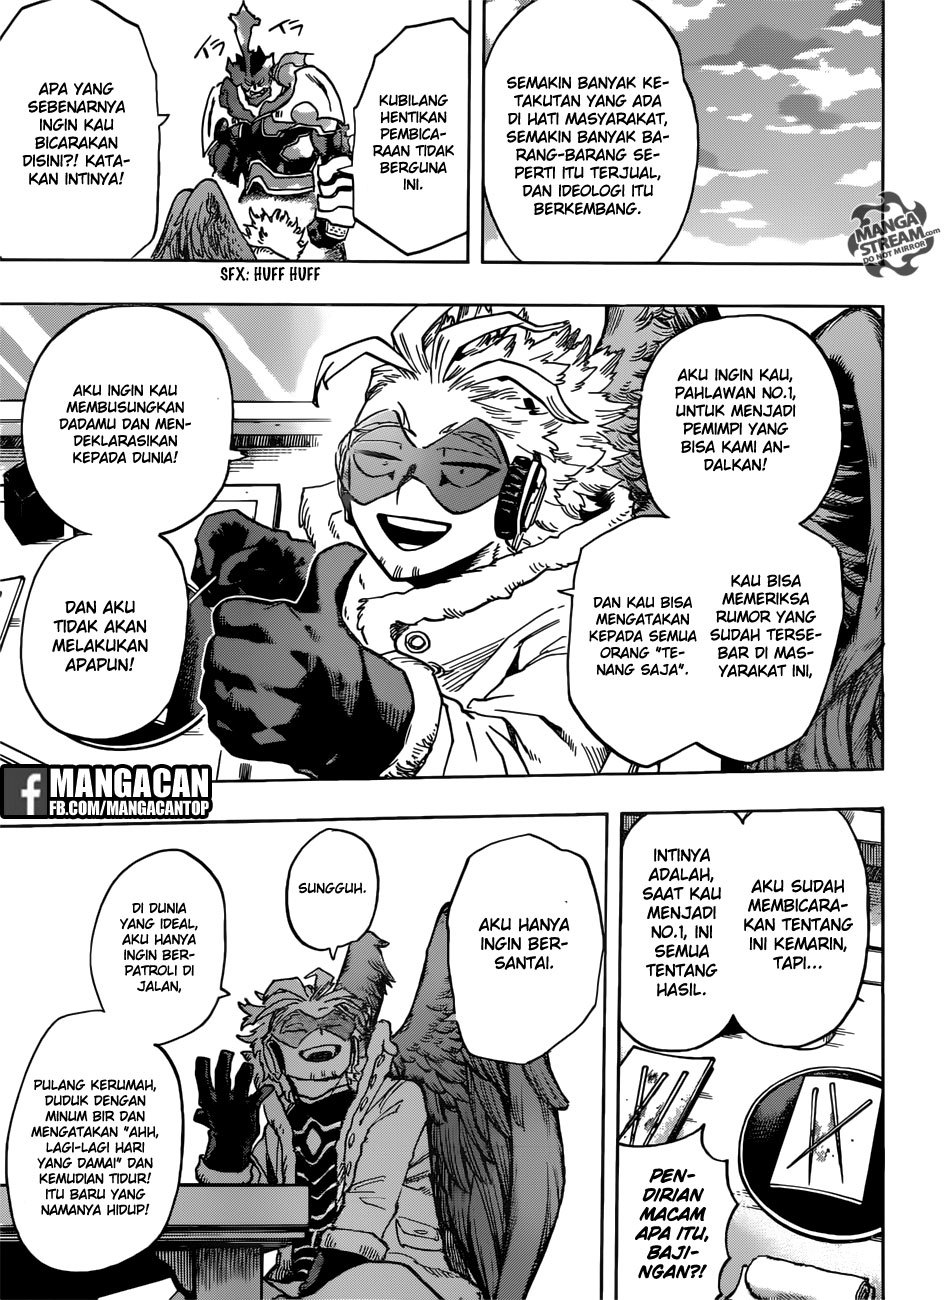 SEMAKIN BANYAK KE-
TAKUTAN YANG ADA
DI HATI MASYARAKAT,
SEMAKIN BANYAK BA-
RANG-BARANG SE-
PERTI ITU TERJUAL,
DAN IDEOLOGI ITU
BERKEMBANG.
MANGA
STREAM.com
DO NOT MIRROR
KUBILANG
HENTIKAN
PEMBICA-
RAAN TIDAK
BERGUNA
INI.
イラ
イラ
APA YANG
SEBENARNYA
INGIN KAU
BICARAKAN
DISINI?! KATA-
KAN INTINYA!
SFX: HUFF HUFF
AKU INGIN KAU,
PAHLAWAN NO.1,
UNTUK MENJADI
PEMIMPI YANG
BISA KAMI AN-
DALKAN!
KAU BISA
MEMERIKSA
RUMOR YANG
SUDAH TERSE-
BAR DI MAS-
YARAKAT INI,
DAN KAU BISA
MENGATAKAN
KEPADA SEMUA
ORANG "TE-
NANG SAJA".
AKU INGIN KAU
MEMBUSUNGKAN
DADAMU DAN MEN-
DEKLARASIKAN
KEPADA DUNIA!
DAN AKU
TIDAK AKAN
MELAKUKAN
APAPUN!
f MANGACAN
FB.COM/MANGACANTOP
AKU SUDAH
MEMBICARA-
KAN TENTANG
INI KEMARIN,
TAPI...
INTINYA
ADALAH,
SAAT KAU
MENJADI
NO.1, INI
SEMUA
TENTANG
HASIL.
PEN-
DIRIAN
MACAM
APA ITU,
BAJI-
NGAN?!
AKU HANYA
INGIN BER-
SANTAI.
SUNGGUH.
DI DUNIA
YANG IDEAL,
AKU HANYA
INGIN BER-
PATROLI DI
JALAN,
PULANG KERUMAH,
DUDUK DENGAN
MINUM BIR DAN
MENGATAKAN "AHH,
LAGI-LAGI HARI
YANG DAMAI" DAN
KEMUDIAN TIDUR!
ITU BARU YANG
NAMANYA HIDUP!